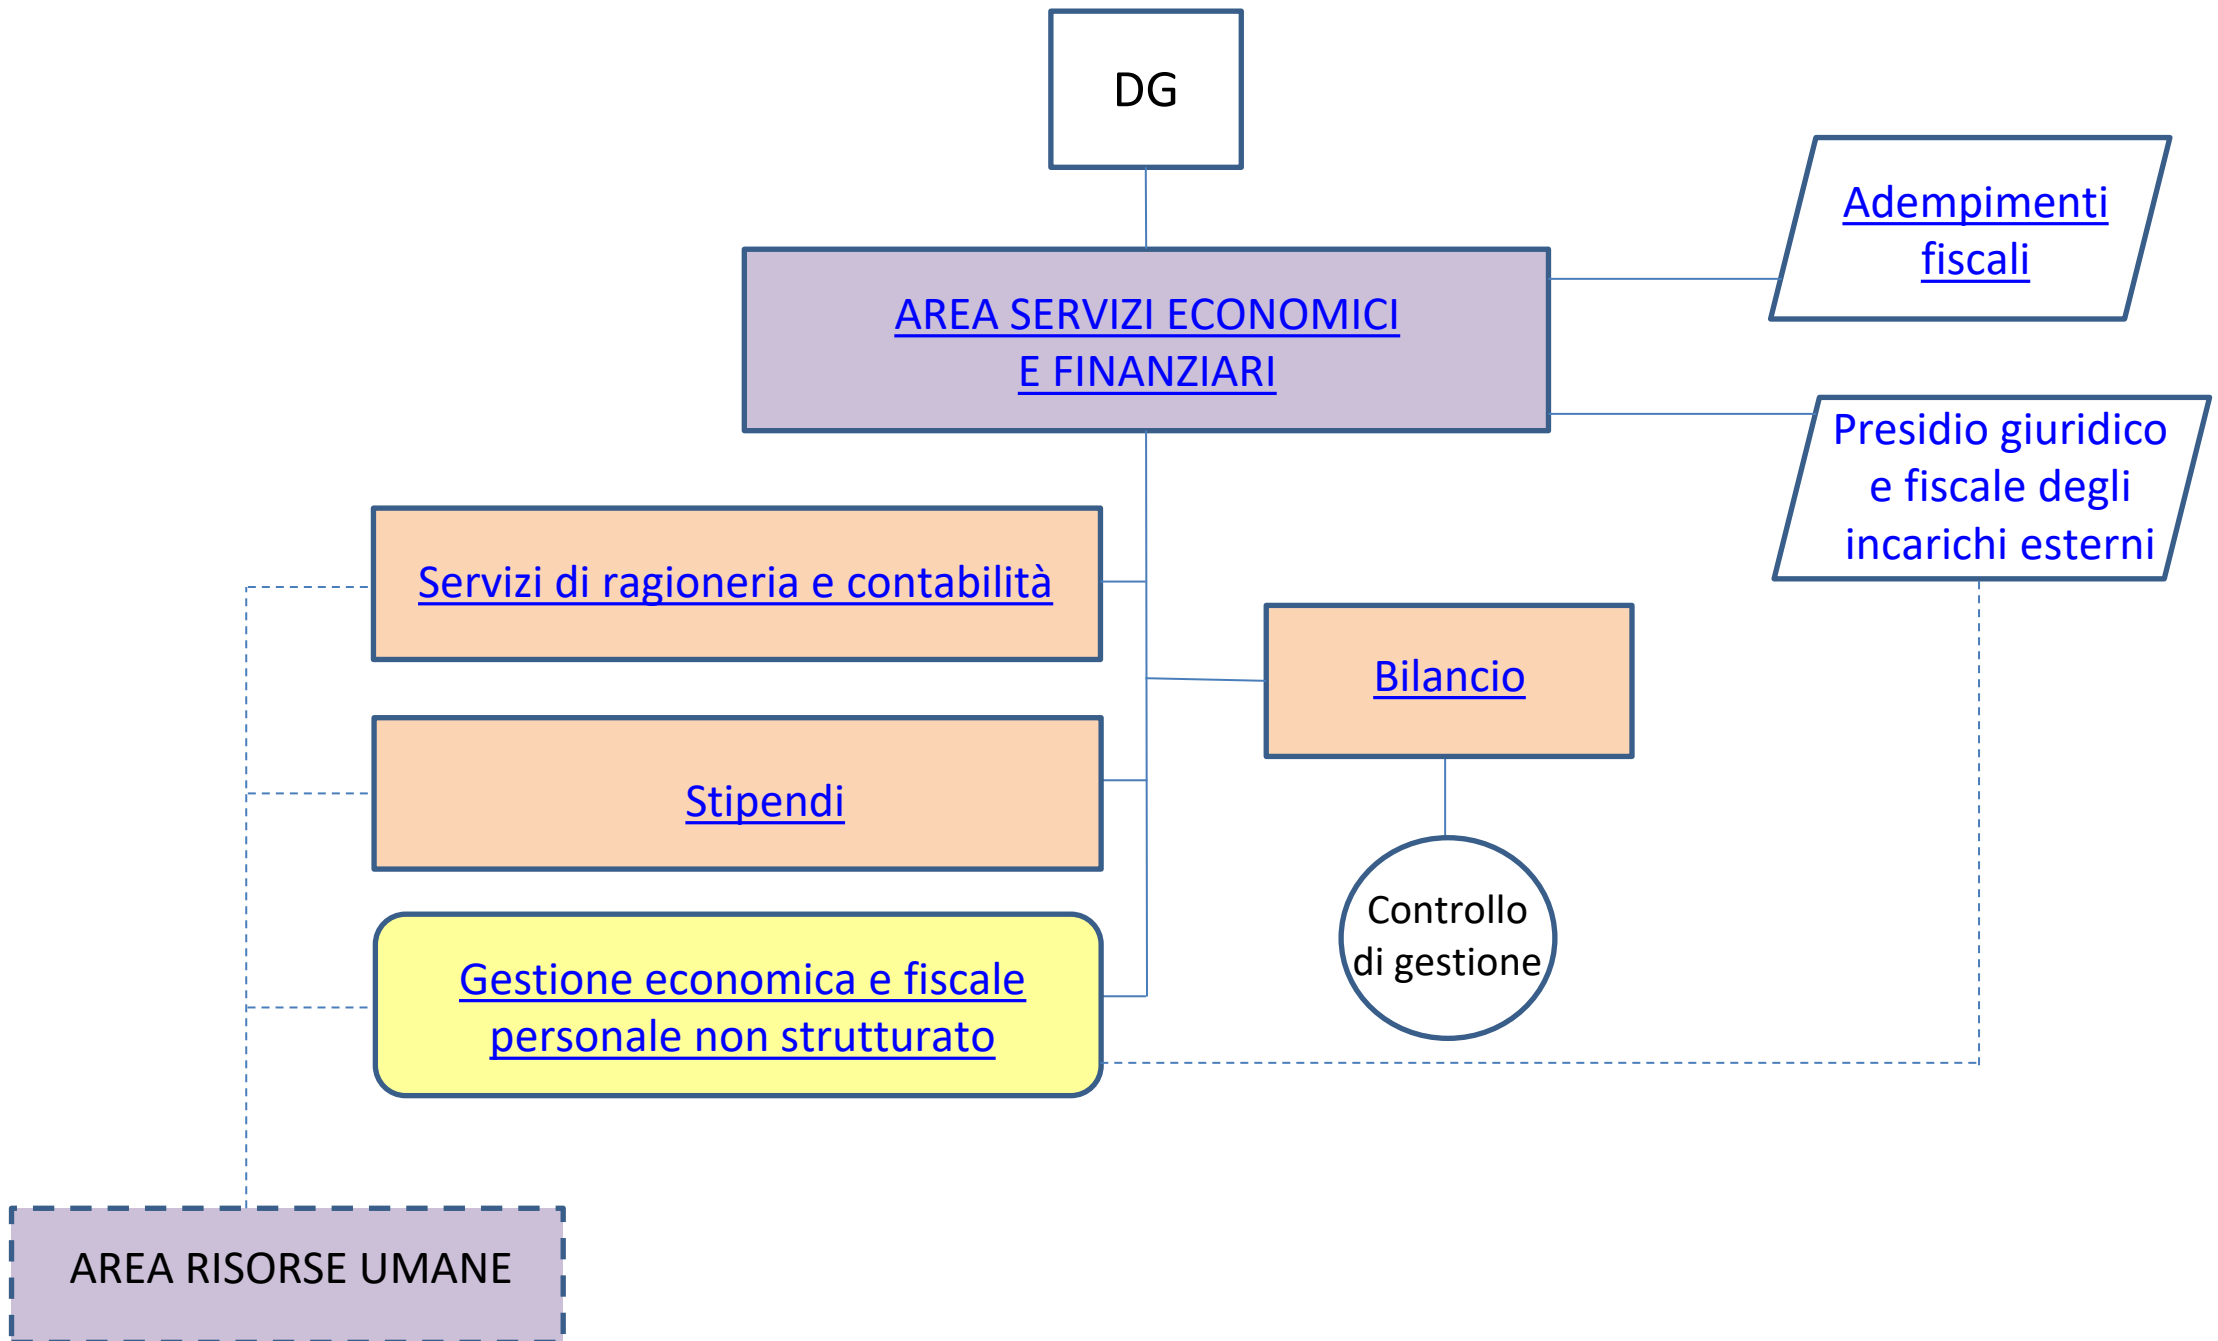 DG
Adempimenti
fiscali
AREA SERVIZI ECONOMICI
E FINANZIARI
Presidio giuridico
e fiscale degli
incarichi esterni
Servizi di ragioneria e contabilità
Bilancio
Stipendi
Controllo
di gestione
Gestione economica e fiscale
personale non strutturato
AREA RISORSE UMANE